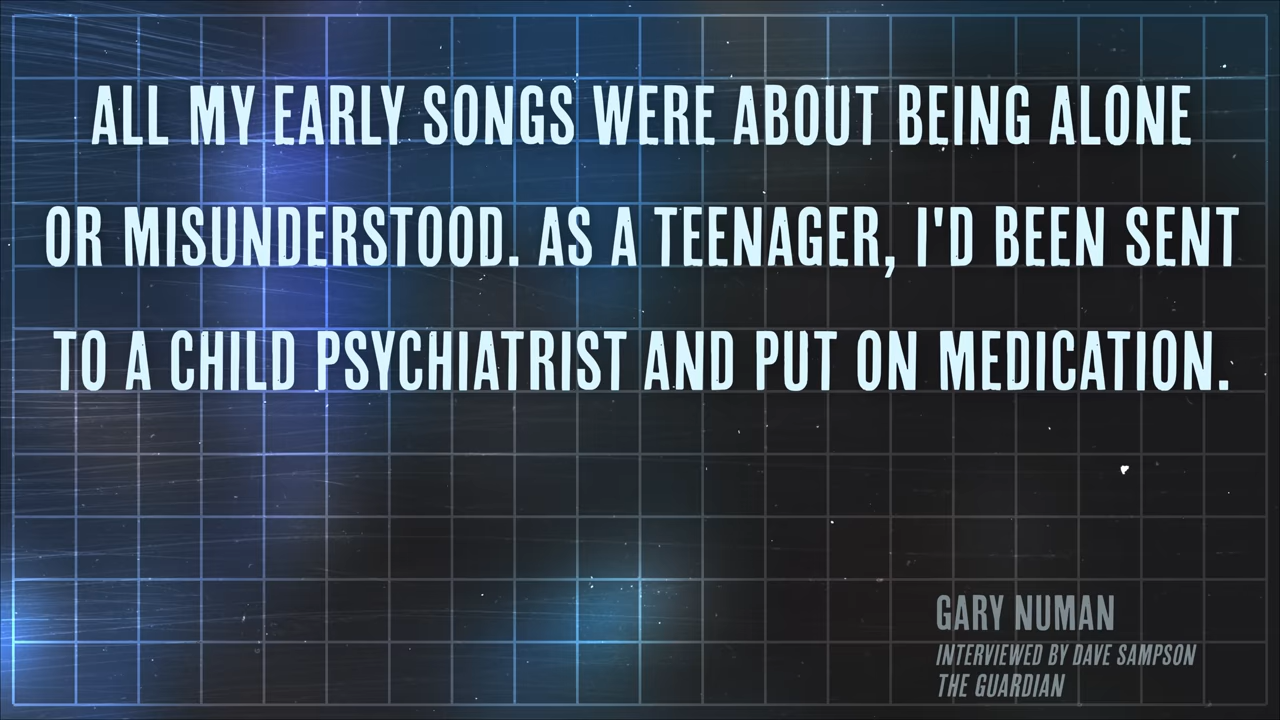 ALL MY EARLY SONGS WERE ABOUT BEING ALONE
OR MISUNDERSTOOD. AS A TEENAGER, I'D BEEN SENT
TO A CHILD PSYCHIATRIST AND PUT ON MEDICATION.
GARY NUMAN
INTERVIEWED BY DAVE SAMPSON
THE GUARDIAN